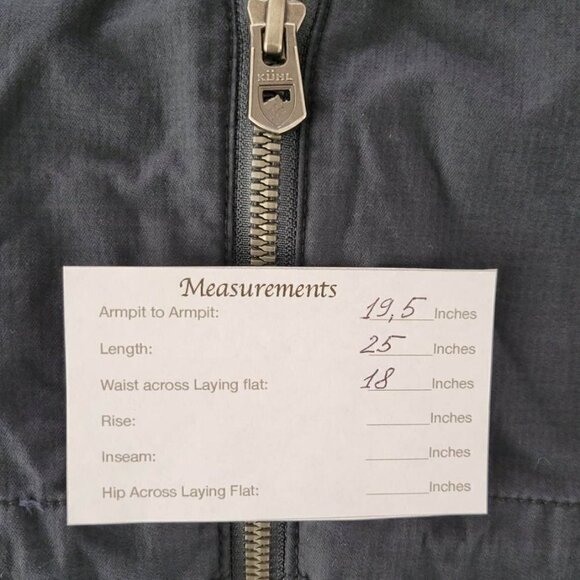 KÜHL
Measurements
Armpit to Armpit: 19,5 Inches
Length: 25 Inches
Waist across Laying flat: 18 Inches
Rise: Inches
Inseam: Inches
Hip Across Laying Flat: Inches